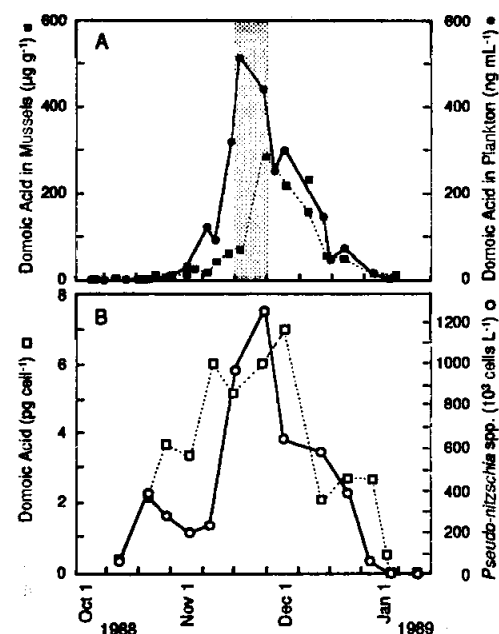 600
600
A
Domoic Acid in Mussels (µg g⁻¹) ■
400
400
200
200
0
0
Domoic Acid in Plankton (ng mL⁻¹) ●
8
B
1200
6
1000
800
4
600
400
2
200
0
0
Domoic Acid (pg cell⁻¹) □
Pseudo-nitzschia spp. (10³ cells L⁻¹) ○
Oct 1
Nov 1
Dec
Jan 1
1988
1989